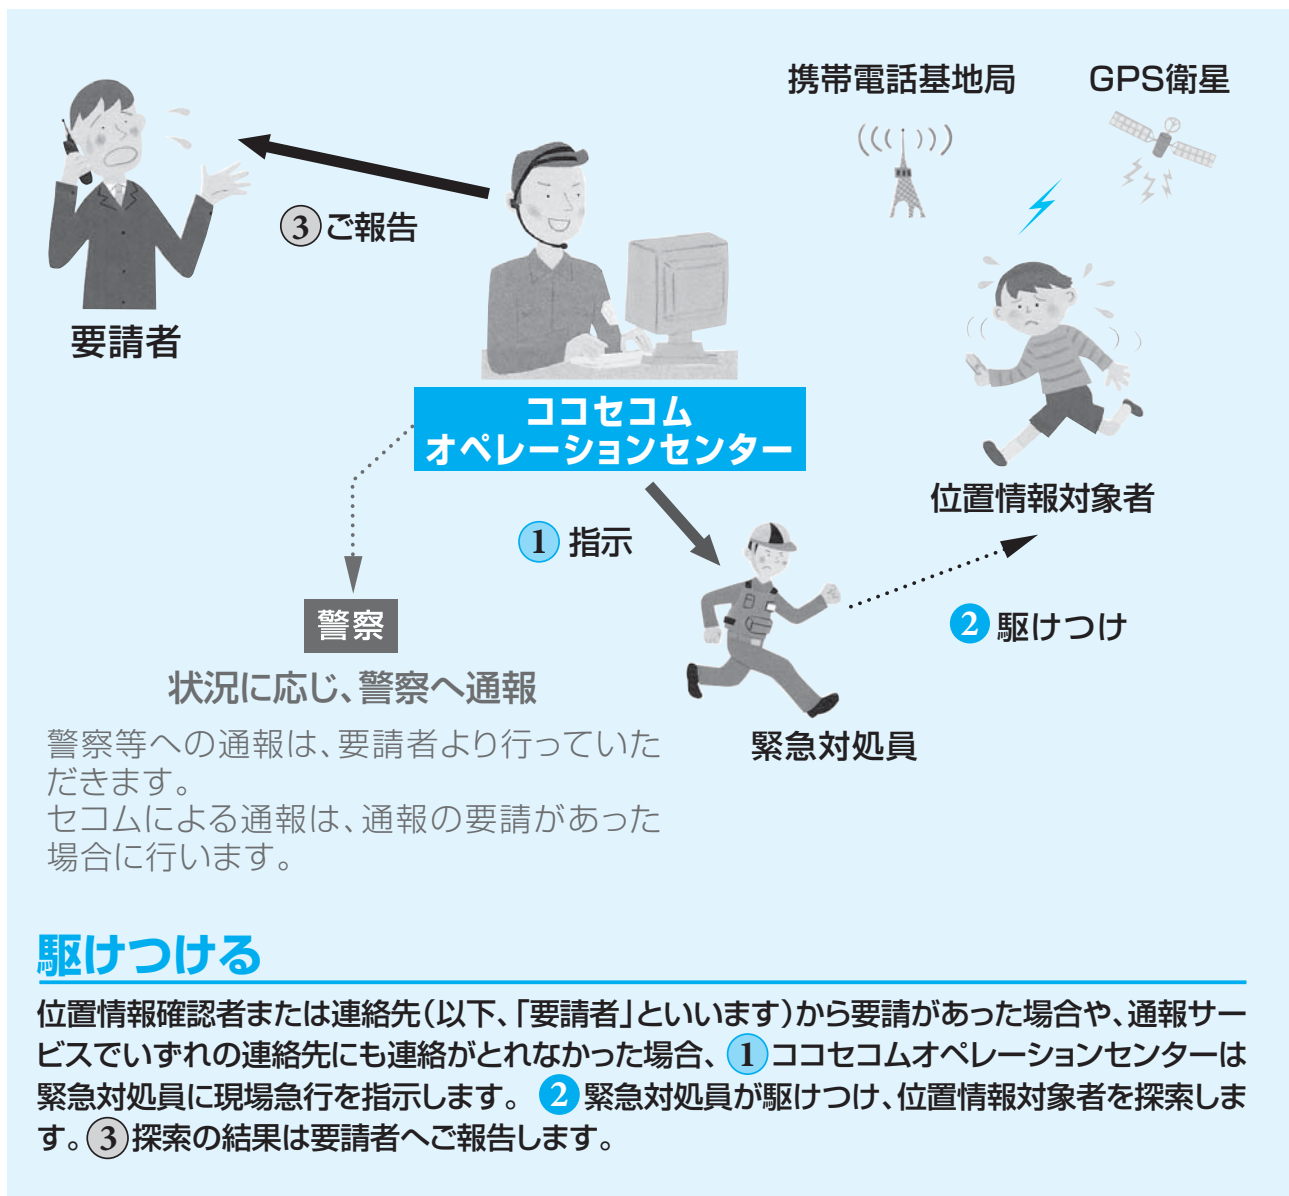 携帯電話基地局
GPS衛星
③ご報告
要請者
ココセコム
オペレーションセンター
位置情報対象者
① 指示
警察
② 駆けつけ
状況に応じ、警察へ通報
緊急対処員
警察等への通報は、要請者より行っていた
だきます。
セコムによる通報は、通報の要請があった
場合に行います。
駆けつける
位置情報確認者または連絡先（以下、「要請者」といいます）から要請があった場合や、通報サー
ビスでいずれの連絡先にも連絡がとれなかった場合、①ココセコムオペレーションセンターは
緊急対処員に現場急行を指示します。 ②緊急対処員が駆けつけ、位置情報対象者を探索しま
す。③探索の結果は要請者へご報告します。